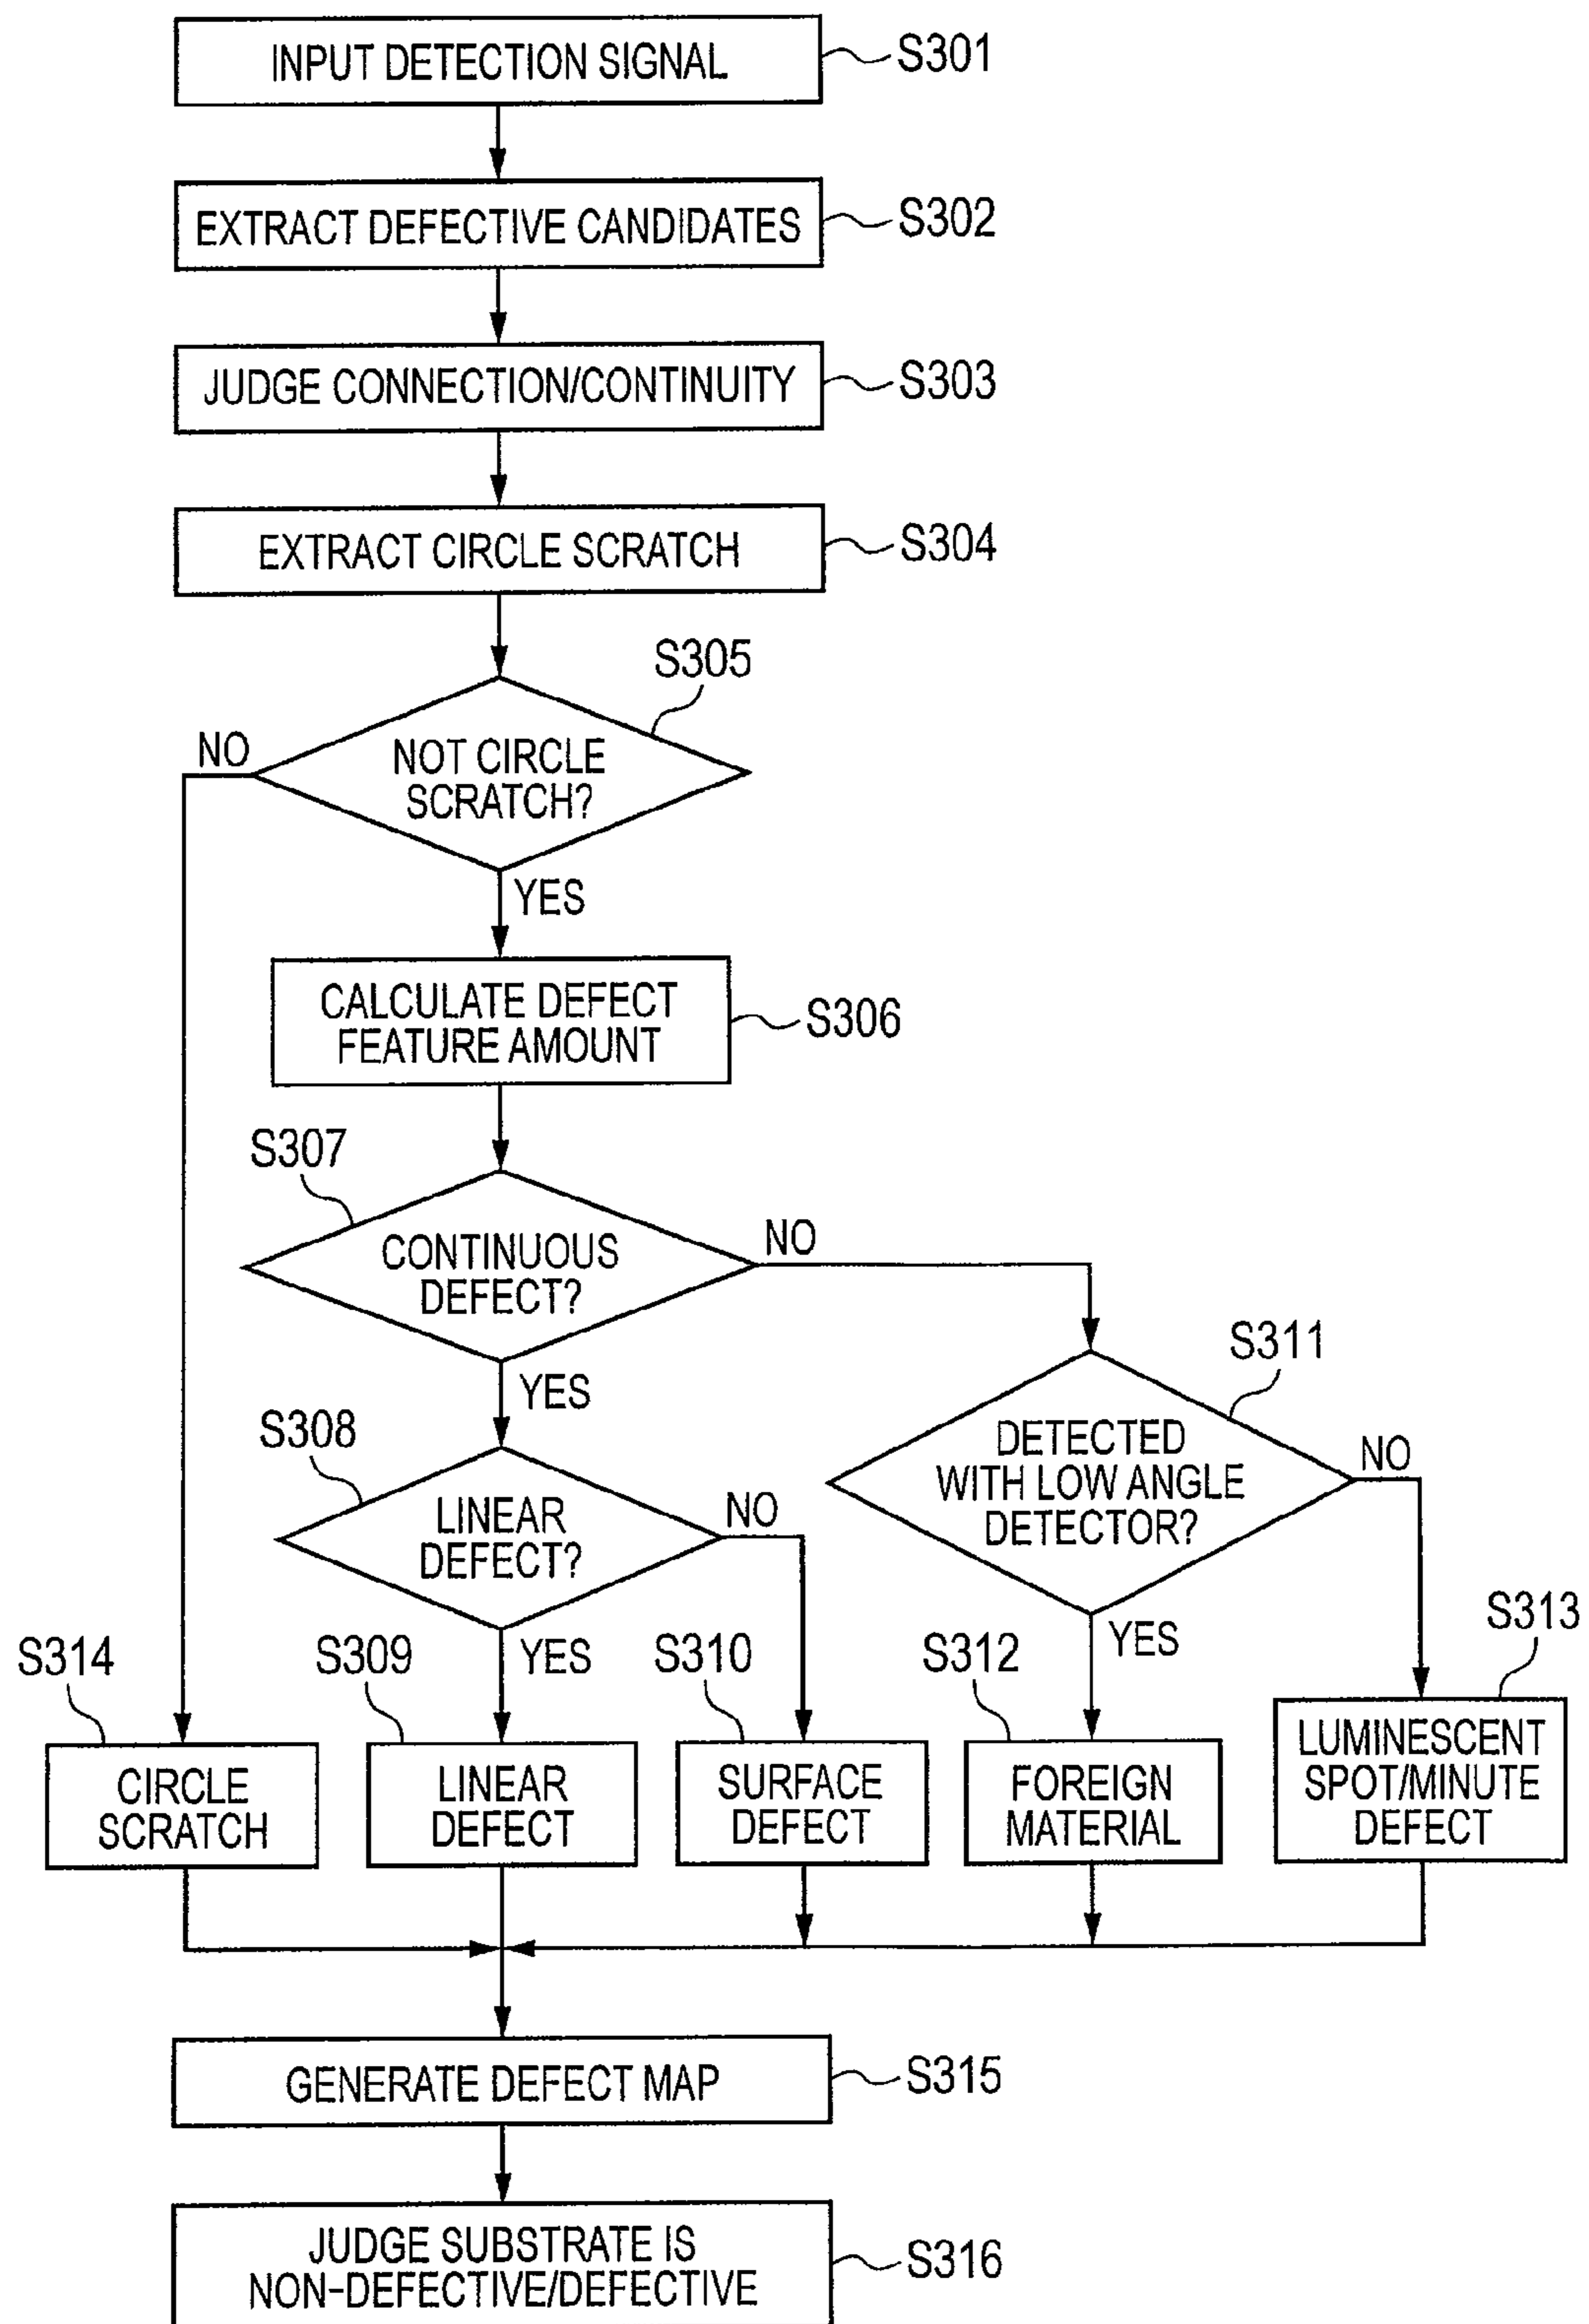 INPUT DETECTION SIGNAL
S301
EXTRACT DEFECTIVE CANDIDATES
S302
JUDGE CONNECTION/CONTINUITY
S303
EXTRACT CIRCLE SCRATCH
S304
S305
NOT CIRCLE
SCRATCH?
NO
YES
CALCULATE DEFECT
FEATURE AMOUNT
S306
S307
CONTINUOUS
DEFECT?
NO
YES
S308
LINEAR
DEFECT?
NO
YES
S311
DETECTED
WITH LOW ANGLE
DETECTOR?
NO
YES
S314
CIRCLE
SCRATCH
S309
LINEAR
DEFECT
S310
SURFACE
DEFECT
S312
FOREIGN
MATERIAL
S313
LUMINESCENT
SPOT/MINUTE
DEFECT
GENERATE DEFECT MAP
S315
JUDGE SUBSTRATE IS
NON-DEFECTIVE/DEFECTIVE
S316